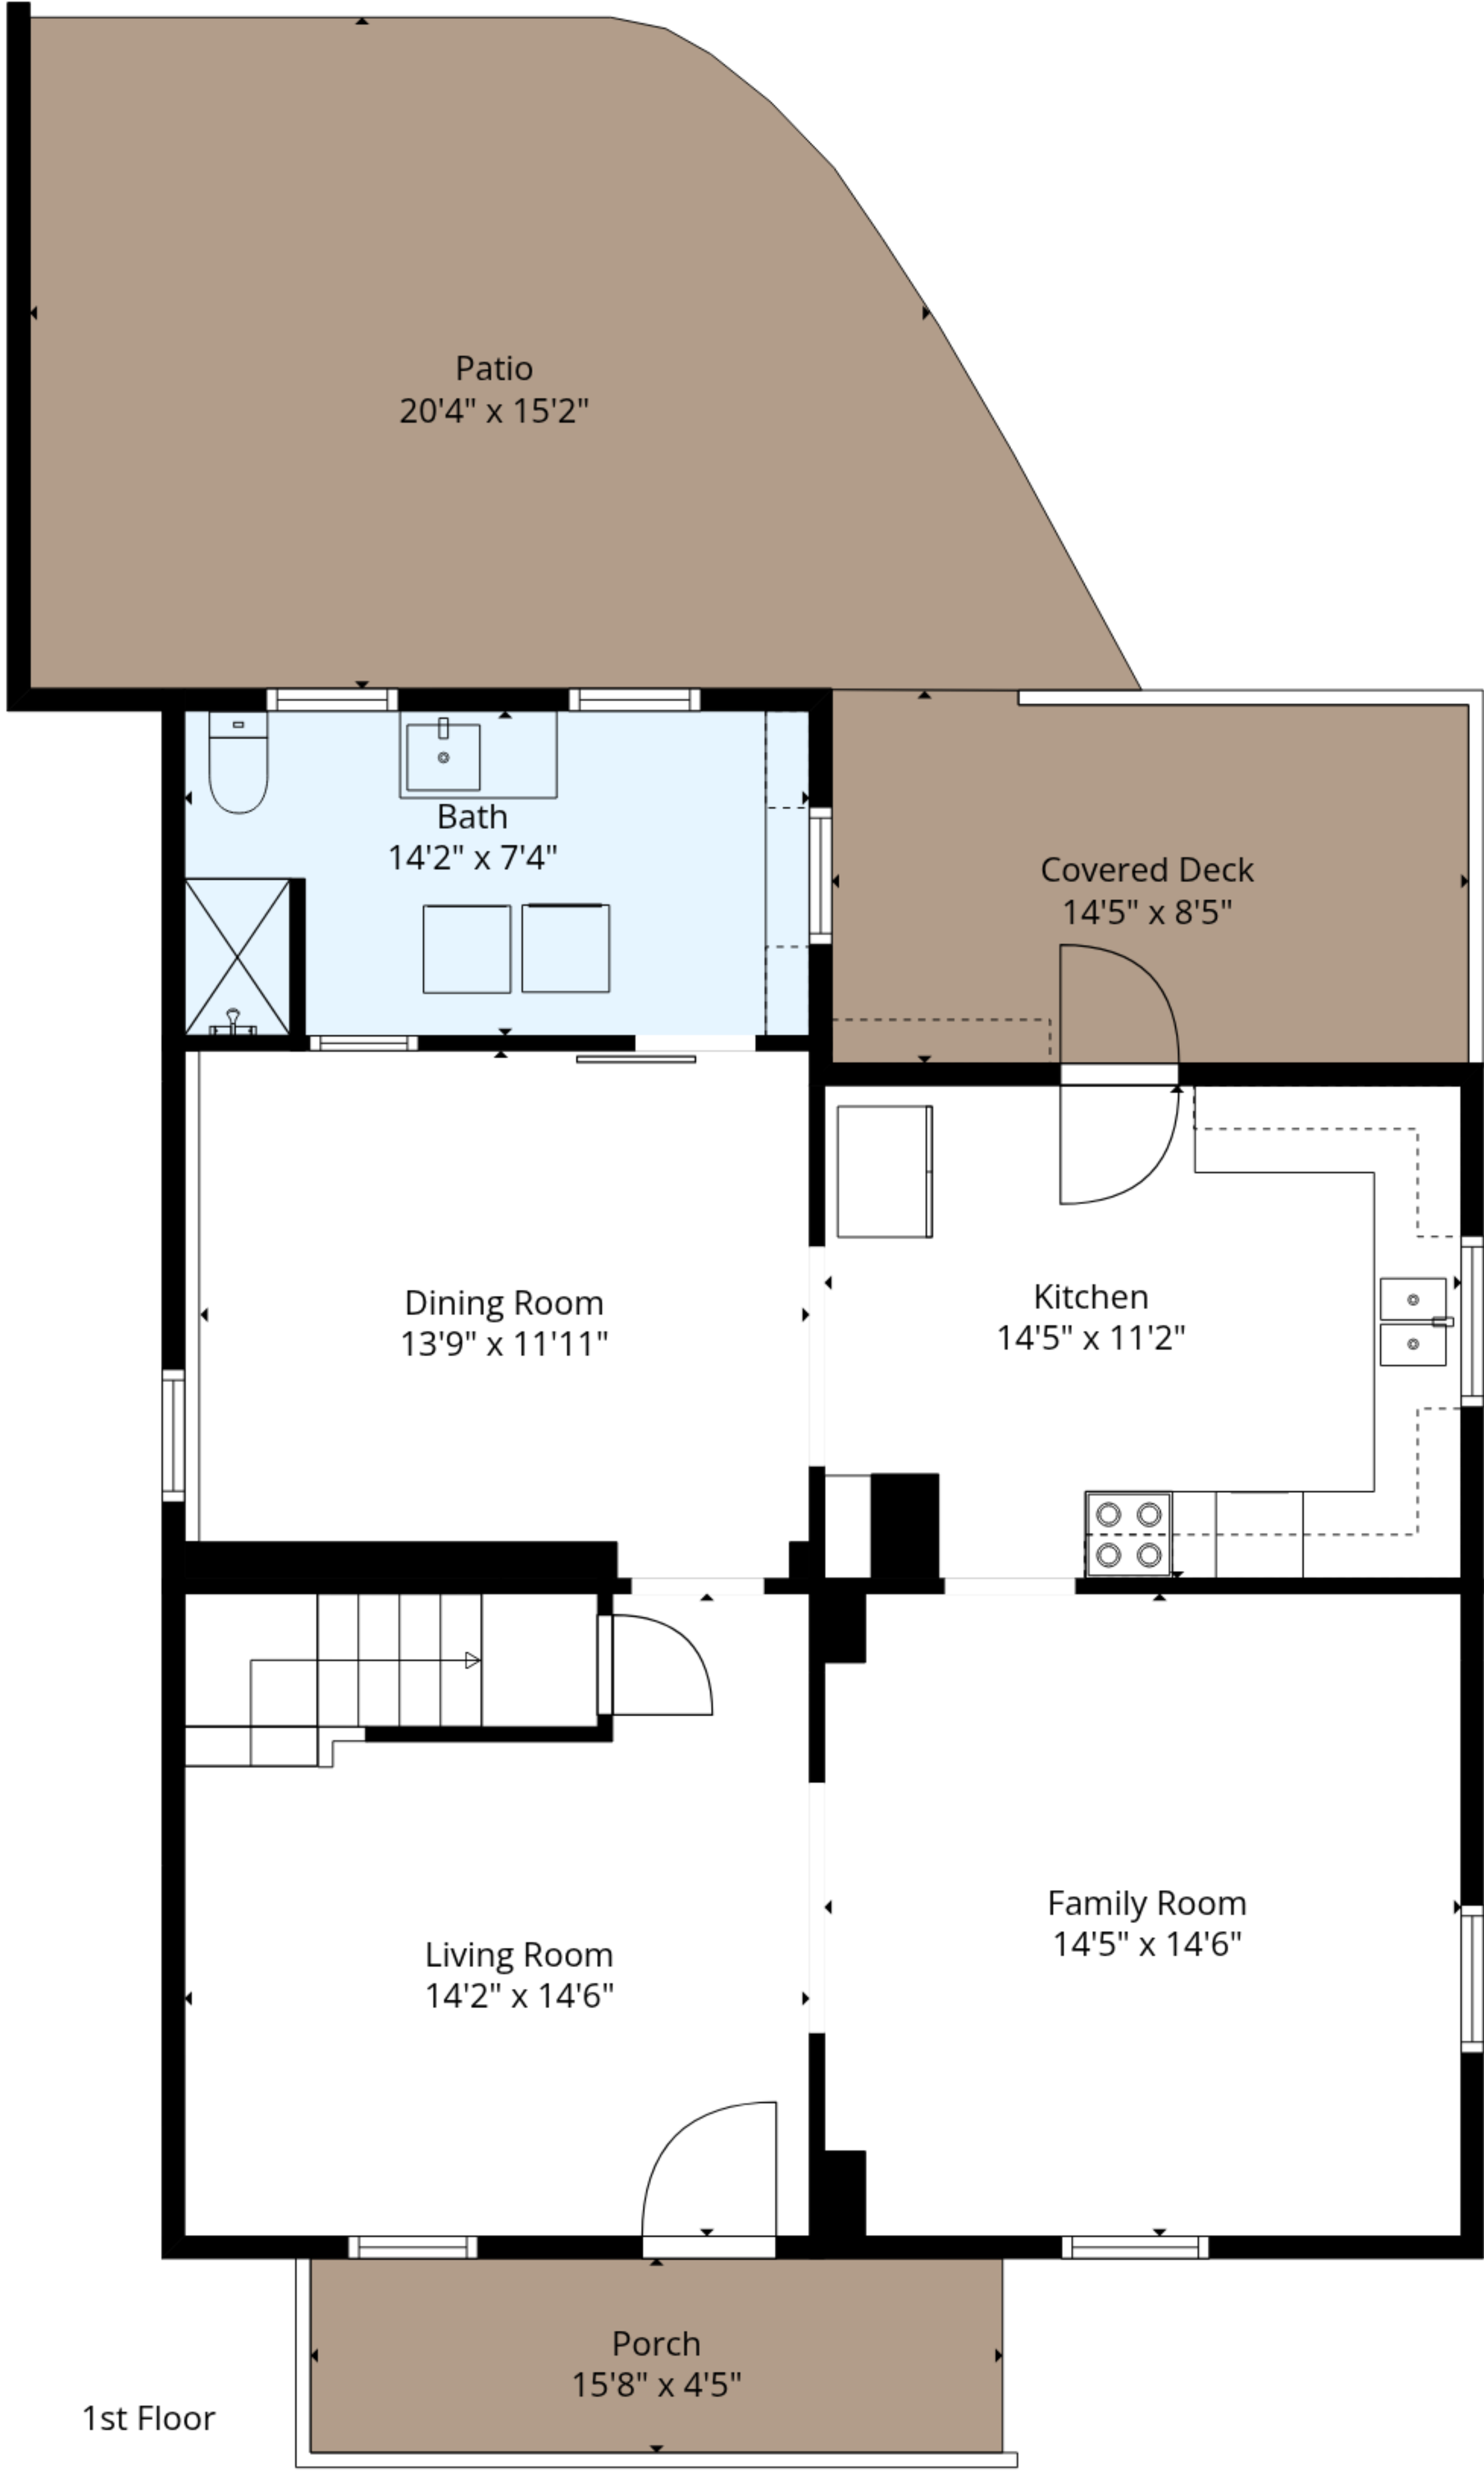 Patio
20'4" x 15'2"
Bath
14'2" x 7'4"
Covered Deck
14'5" x 8'5"
Dining Room
13'9" x 11'11"
Kitchen
14'5" x 11'2"
Family Room
14'5" x 14'6"
Living Room
14'2" x 14'6"
Porch
15'8" x 4'5"
1st Floor